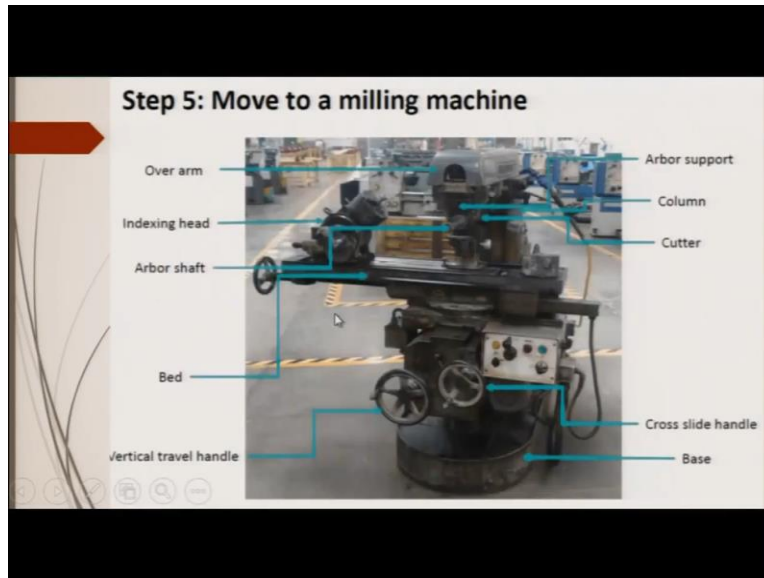 Step 5: Move to a milling machine
Over arm
Indexing head
Arbor shaft
Bed
Vertical travel handle
Arbor support
Column
Cutter
Cross slide handle
Base